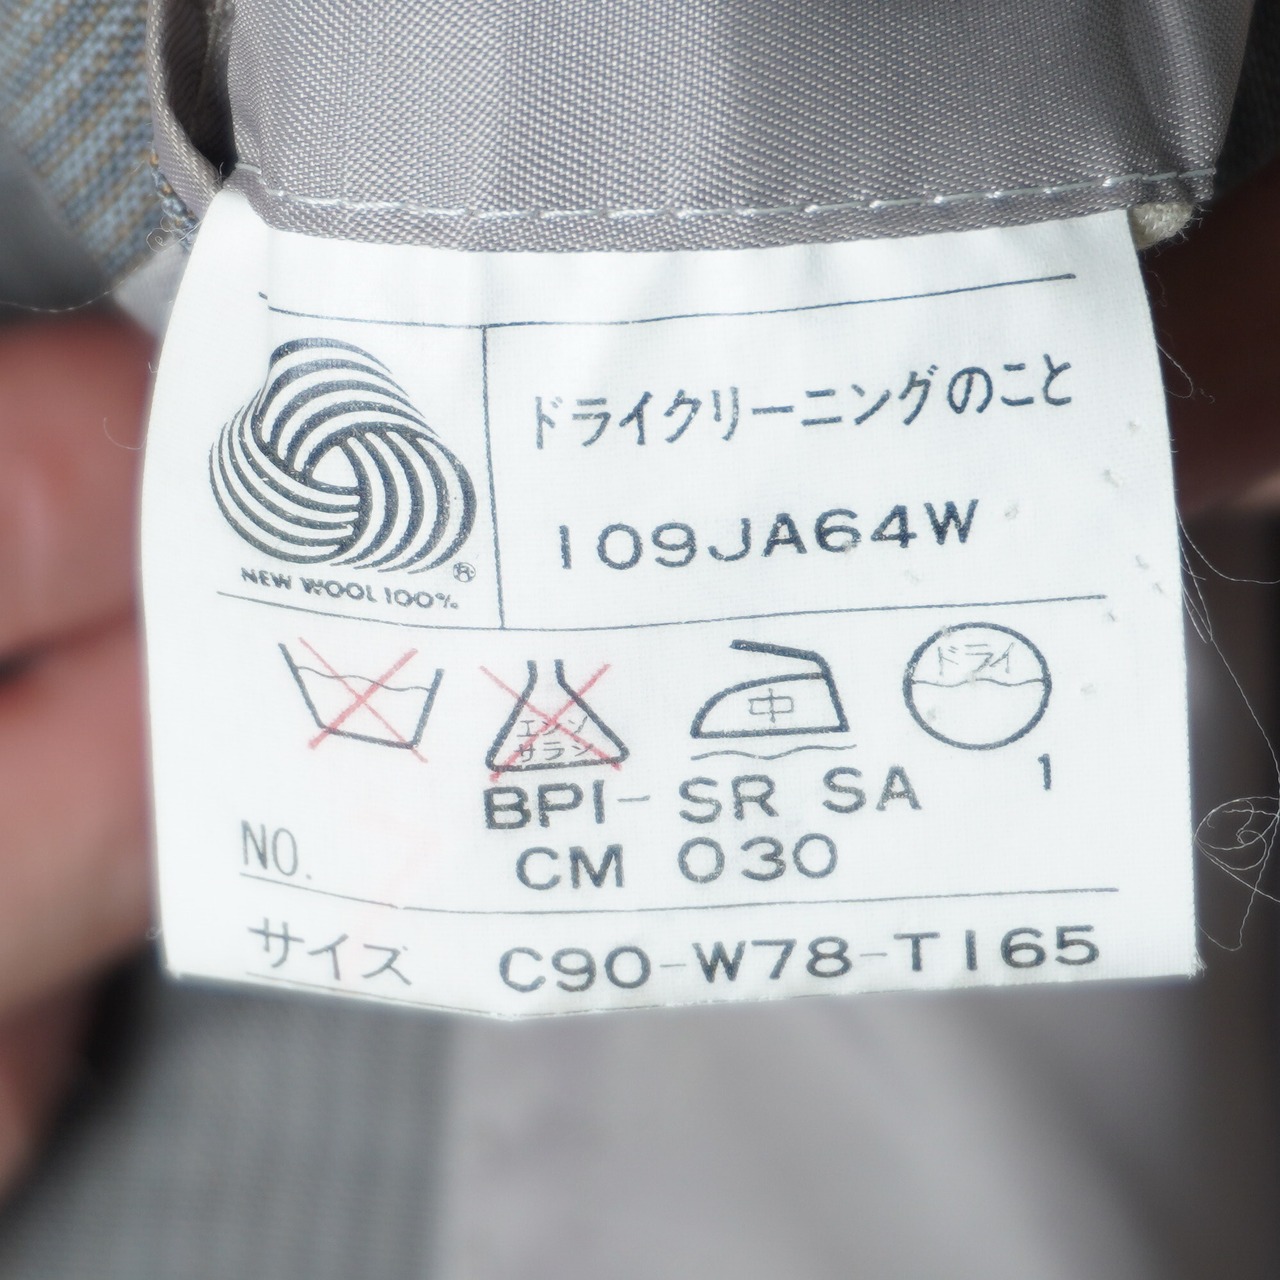 ドライクリーニングのこと
109JA64W
®
NEW WOOL 100%
エンソ
サラシ
中
ドライ
BPI- SR SA 1
NO. CM 030
サイズ C90-W78-T165